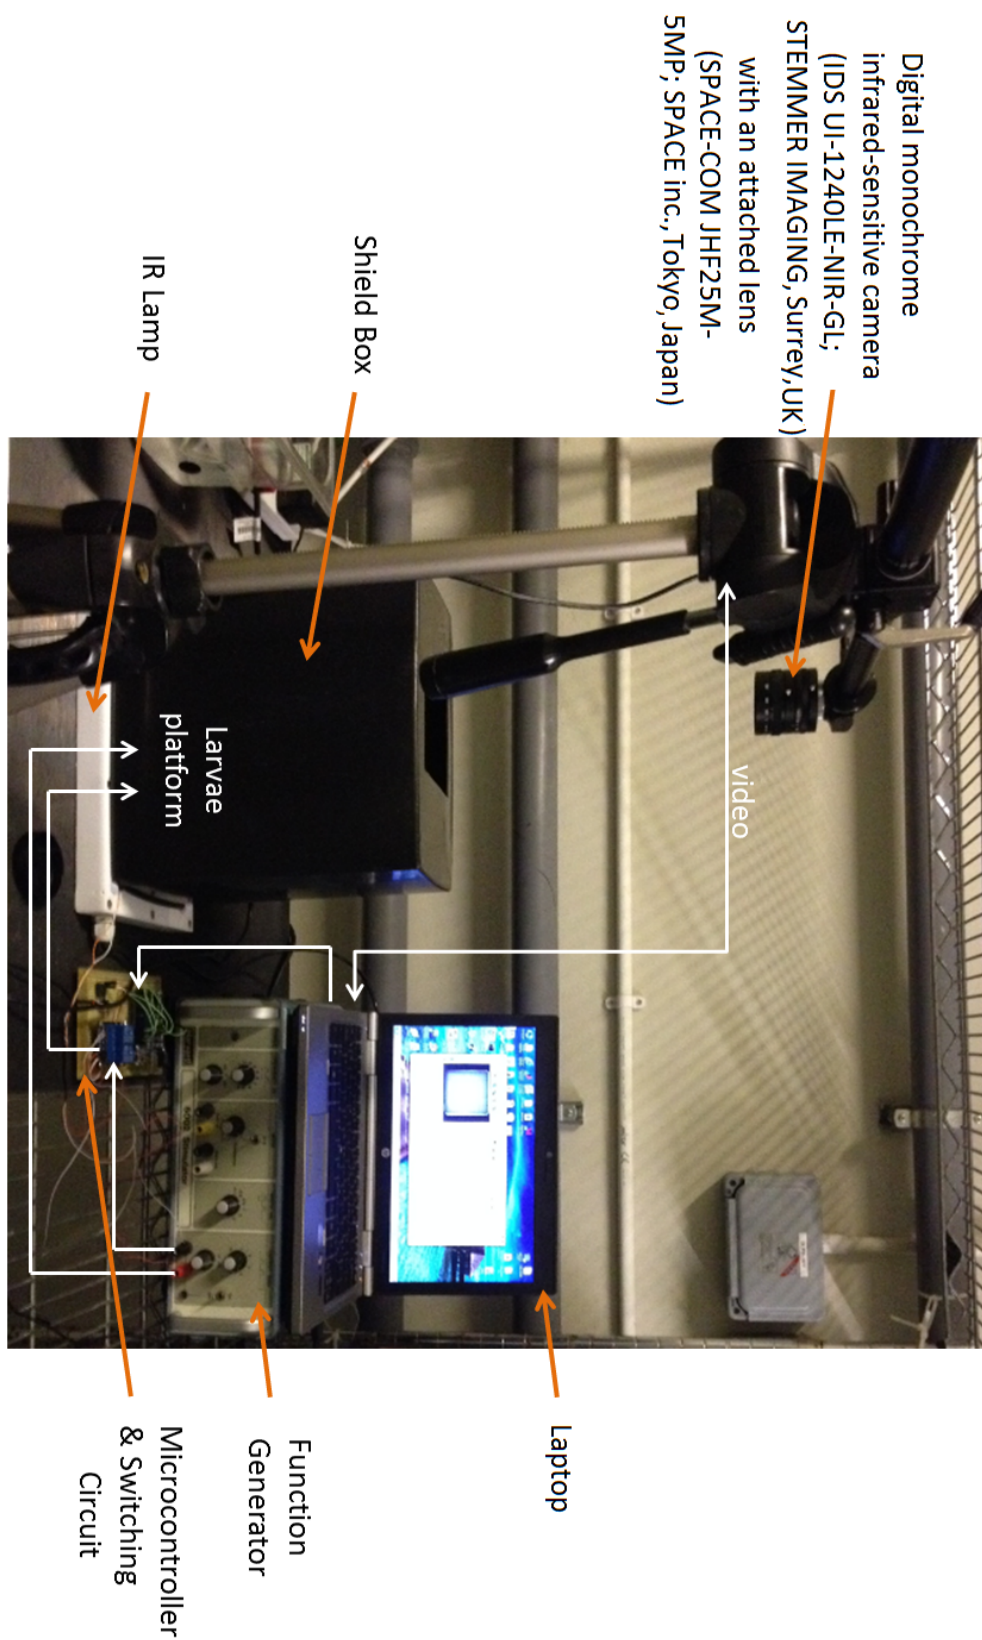 Digital monochrome
infrared-sensitive camera
(IDS UI-1240LE-NIR-GL;
STEMMER IMAGING, Surrey,UK)
with an attached lens
(SPACE-COM JHF25M-
5MP; SPACE inc., Tokyo, Japan)
Shield Box
IR Lamp
video
Larvae
platform
Laptop
Function
Generator
Microcontroller
& Switching
Circuit